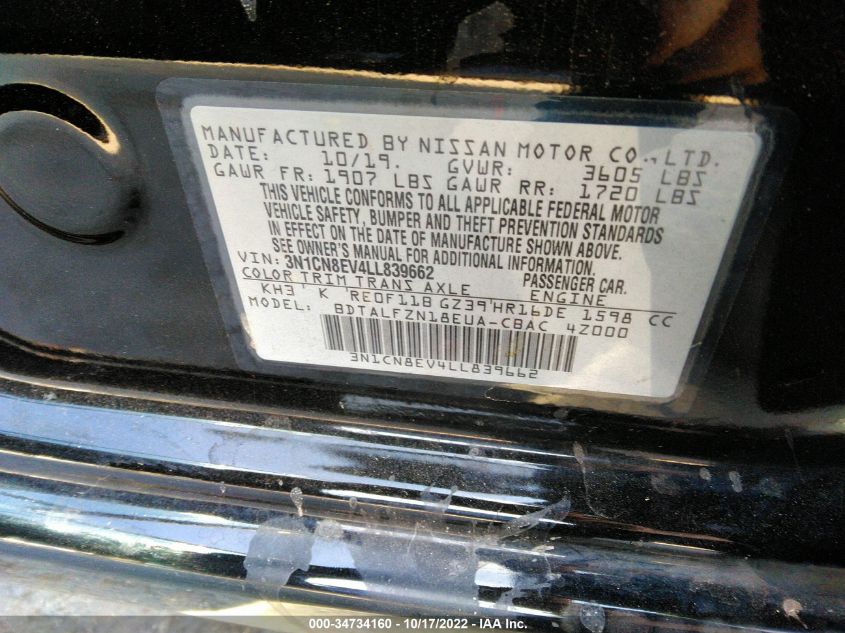 MANUFACTURED BY NISSAN MOTOR CO., LTD.
DATE: 10/19. GVWR: 3605 LBS
GAWR FR: 1907 LBS GAWR RR: 1720 LBS
THIS VEHICLE CONFORMS TO ALL APPLICABLE FEDERAL MOTOR
VEHICLE SAFETY, BUMPER AND THEFT PREVENTION STANDARDS
IN EFFECT ON THE DATE OF MANUFACTURE SHOWN ABOVE.
SEE OWNER'S MANUAL FOR ADDITIONAL INFORMATION.
VIN: 3N1CN8EV4LL839662 PASSENGER CAR.
COLOR TRIM TRANS AXLE ENGINE
KH3 ' K 'RE0F11B GZ39'HR16DE 1598 CC
MODEL: BDTALFZN18EUA-CBAC 4Z000
3N1CN8EV4LL839662
000-34734160 - 10/17/2022 - IAA Inc.